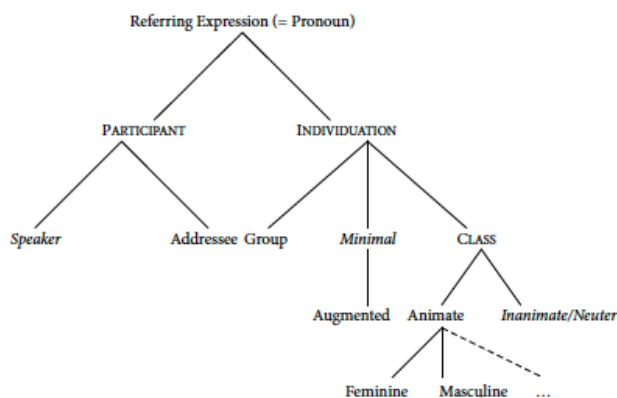 Referring Expression (= Pronoun)
PARTICIPANT INDIVIDUATION
Speaker Addressee Group Minimal CLASS
Augmented Animate Inanimate/Neuter
Feminine Masculine ...